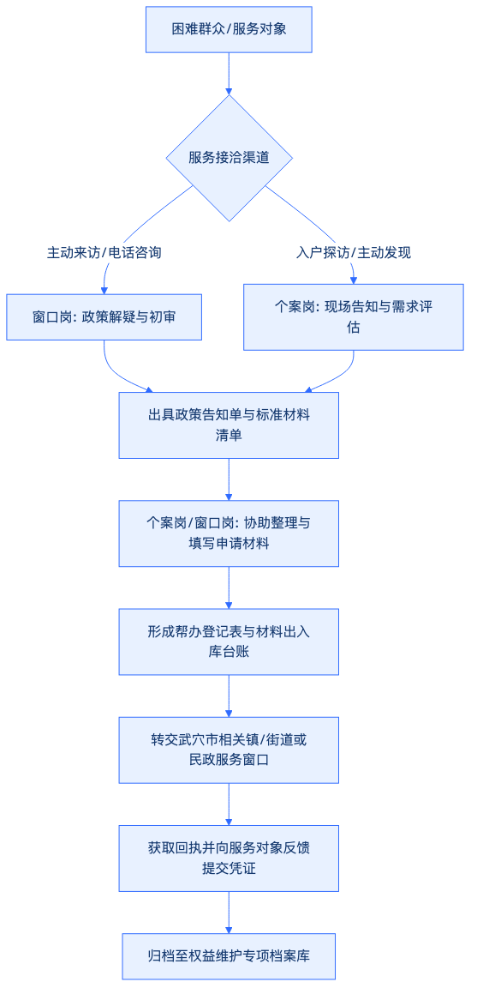 困难群众/服务对象
服务接洽渠道
主动来访/电话咨询
入户探访/主动发现
窗口岗: 政策解疑与初审
个案岗: 现场告知与需求评
估
出具政策告知单与标准材料
清单
个案岗/窗口岗: 协助整理与
填写申请材料
形成帮办登记表与材料出入
库台账
转交武穴市相关镇/街道或
民政服务窗口
获取回执并向服务对象反馈
提交凭证
归档至权益维护专项档案库